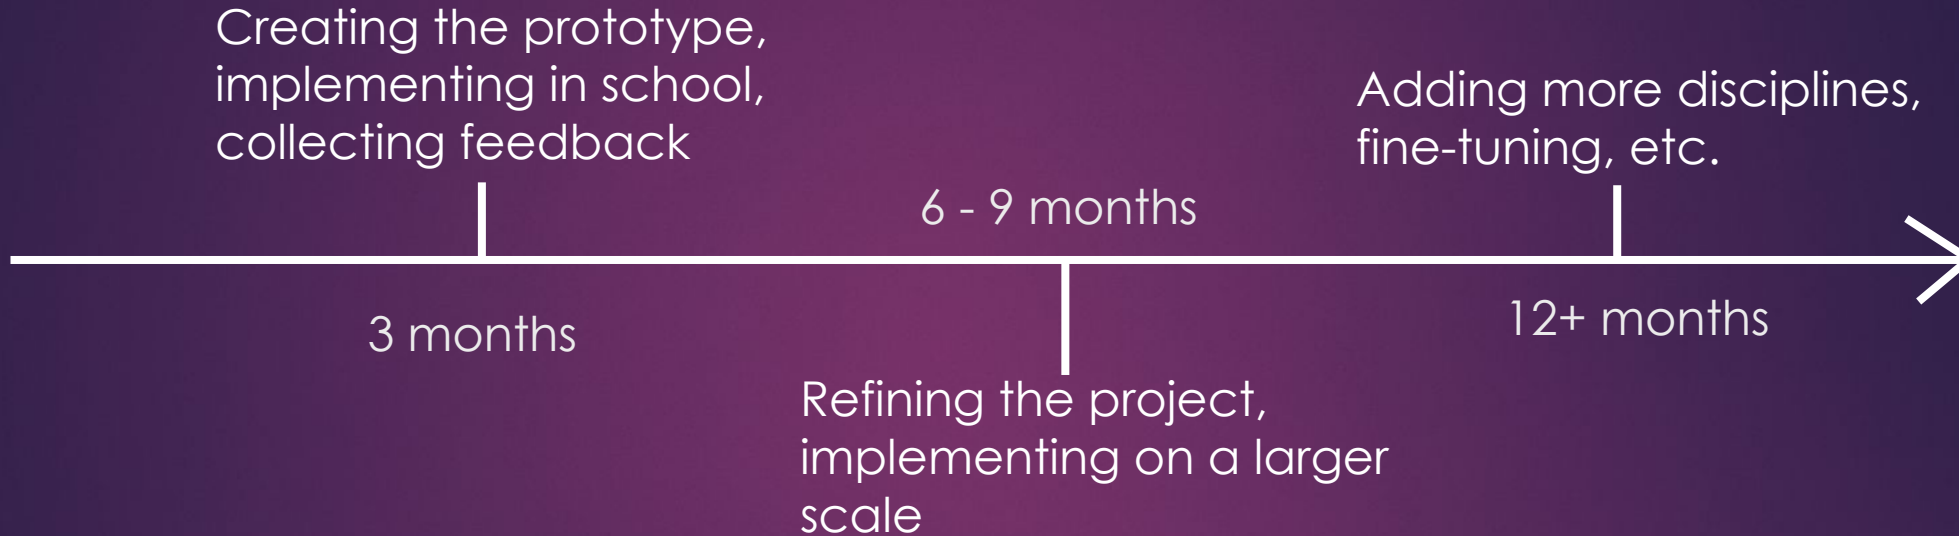 Creating the prototype,
implementing in school,
collecting feedback
3 months
6 - 9 months
Refining the project,
implementing on a larger
scale
Adding more disciplines,
fine-tuning, etc.
12+ months